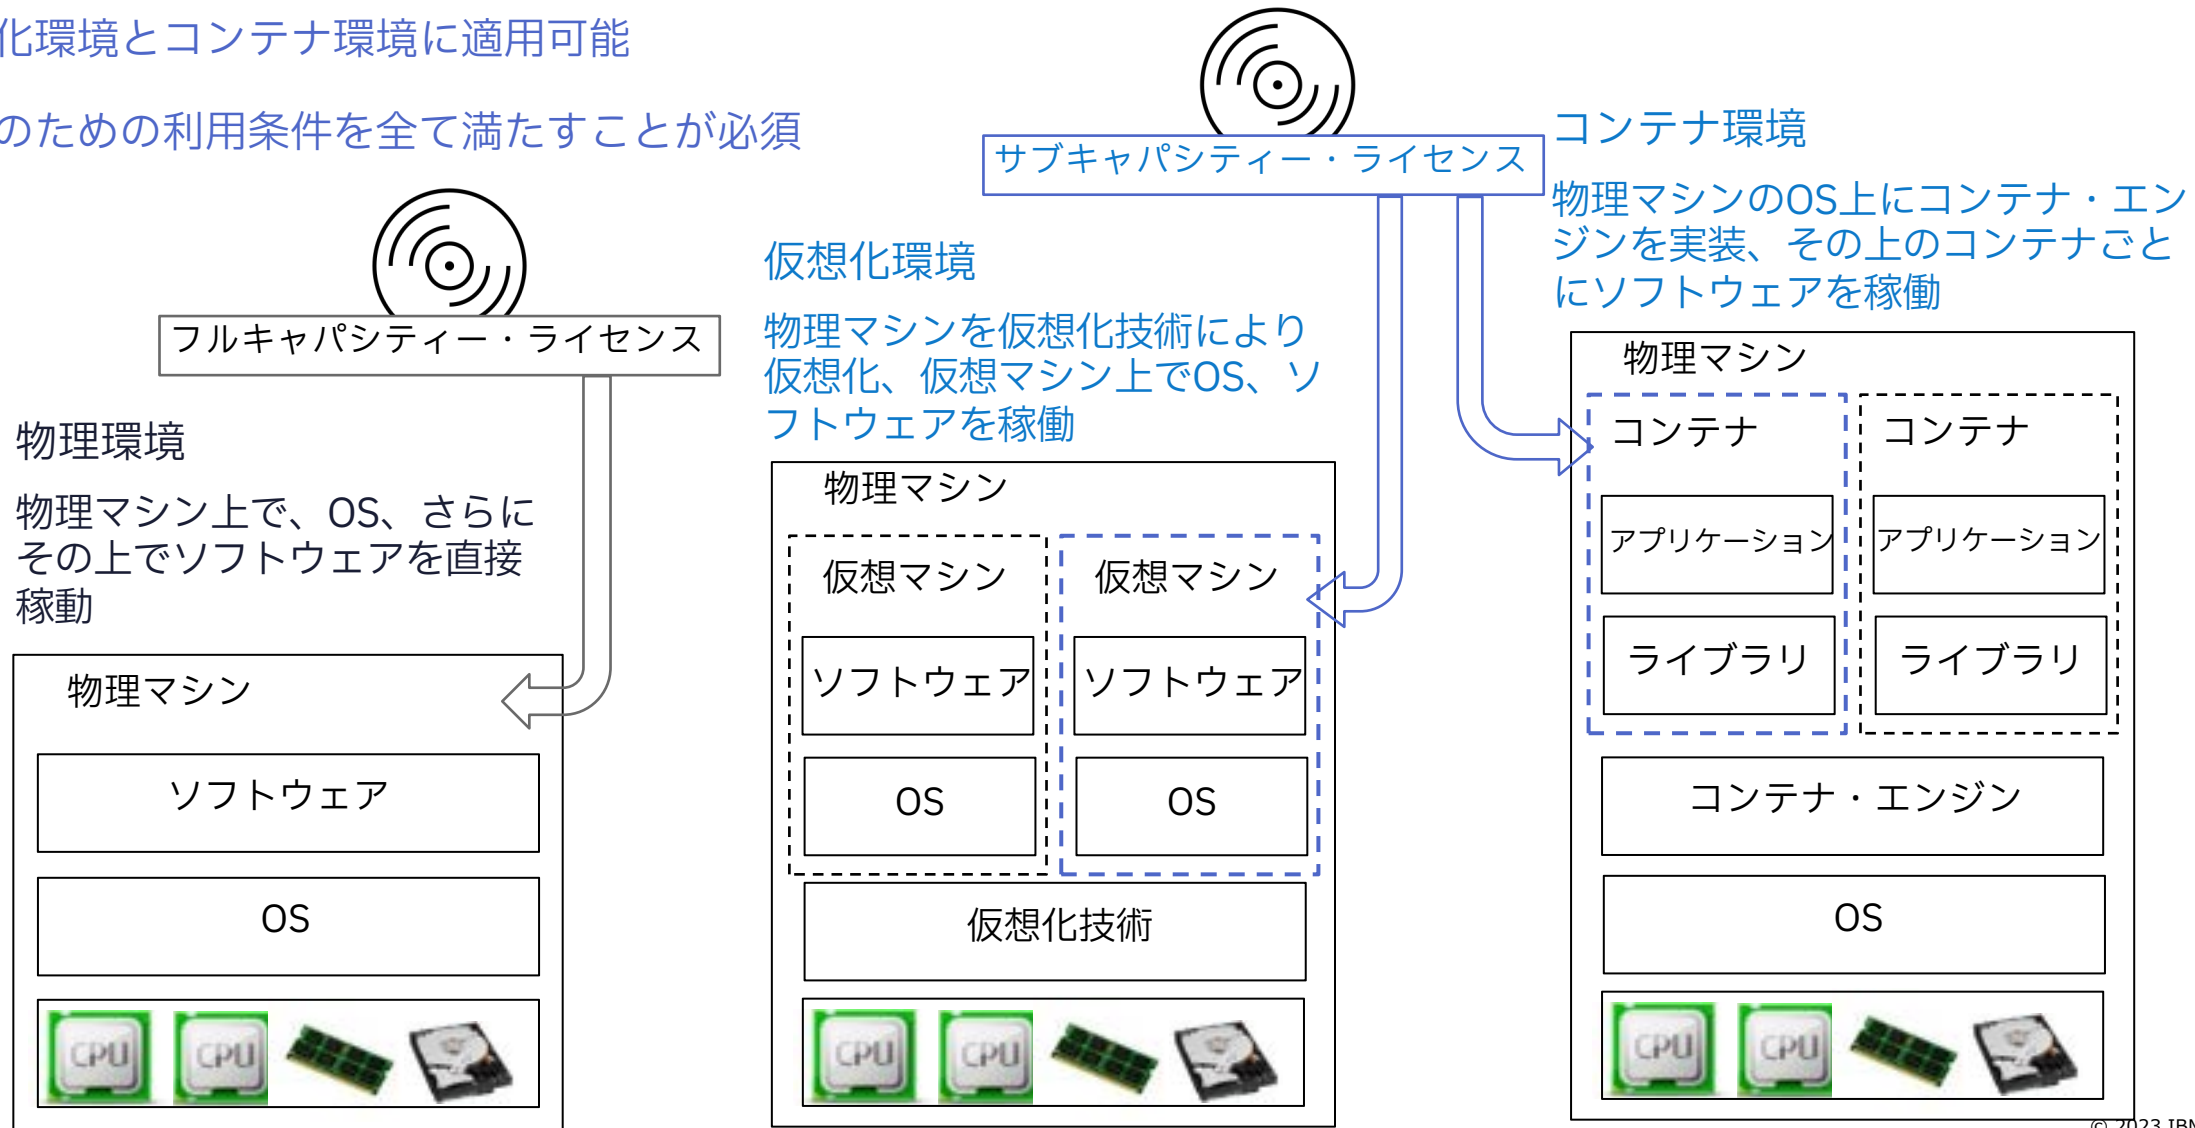 化環境とコンテナ環境に適用可能
のための利用条件を全て満たすことが必須
フルキャパシティー・ライセンス
物理環境
物理マシン上で、OS、さらに
その上でソフトウェアを直接
稼動
物理マシン
ソフトウェア
OS
CPU
CPU
サブキャパシティー・ライセンス
仮想化環境
物理マシンを仮想化技術により
仮想化、仮想マシン上でOS、ソ
フトウェアを稼働
物理マシン
仮想マシン
仮想マシン
ソフトウェア
ソフトウェア
OS
OS
仮想化技術
CPU
CPU
コンテナ環境
物理マシンのOS上にコンテナ・エン
ジンを実装、その上のコンテナごと
にソフトウェアを稼働
物理マシン
コンテナ
コンテナ
アプリケーション
アプリケーション
ライブラリ
ライブラリ
コンテナ・エンジン
OS
CPU
CPU
© 2023 IBM